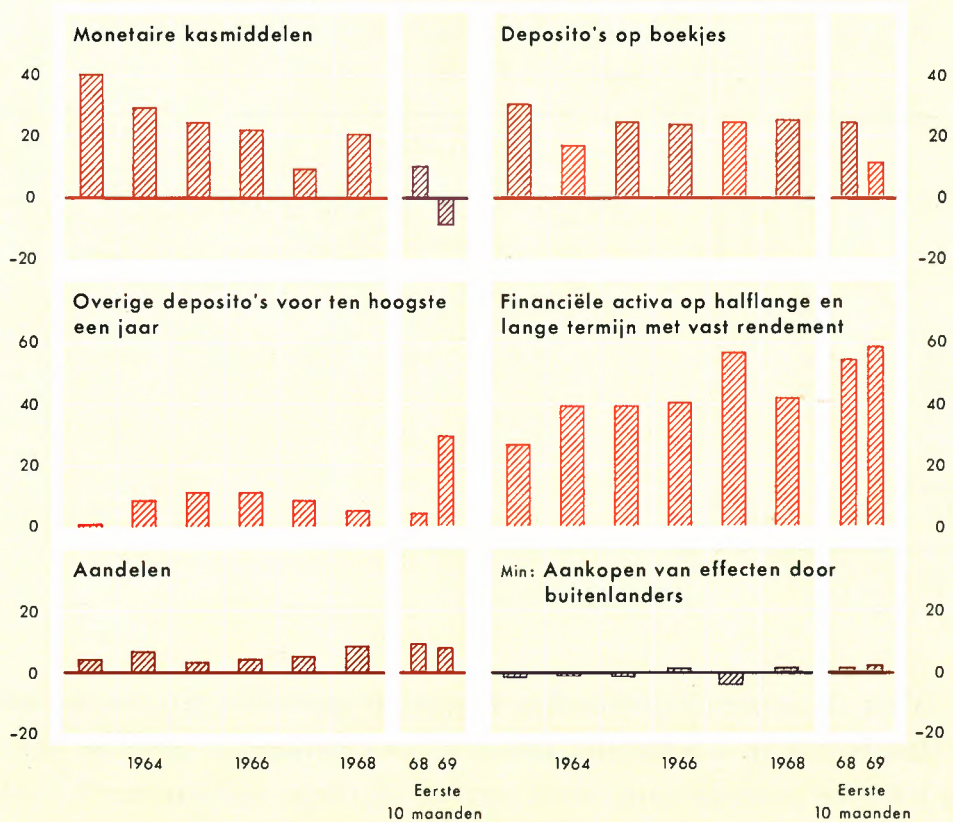 Monetaire kasmiddelen
Deposito's op boekjes
40
20
0
-20
40
20
0
-20
Overige deposito's voor ten hoogste
een jaar
Financiële activa op halflange en
lange termijn met vast rendement
60
40
20
0
60
40
20
0
Aandelen
Min: Aankopen van effecten door
buitenlanders
20
0
-20
20
0
-20
1964 1966 1968 68 69
Eerste
10 maanden
1964 1966 1968 68 69
Eerste
10 maanden